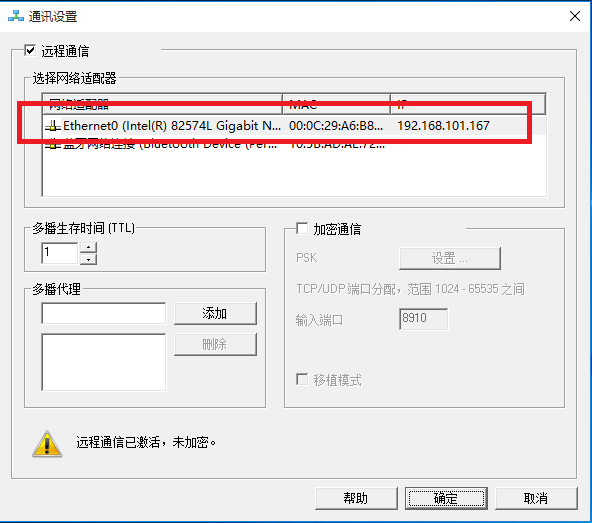 通讯设置
远程通信
选择网络适配器
网络适配器 MAC IP
Ethernet0 (Intel(R) 82574L Gigabit N... 00:0C:29:A6:B8... 192.168.101.167
蓝牙网络连接 (Bluetooth Device (Per... 10:5B:AD:AE:72...
多播生存时间 (TTL)
1
多播代理
添加
删除
加密通信
PSK
设置 ...
TCP/UDP 端口分配，范围 1024 - 65535 之间
输入端口
8910
移植模式
远程通信已激活，未加密。
帮助
确定
取消